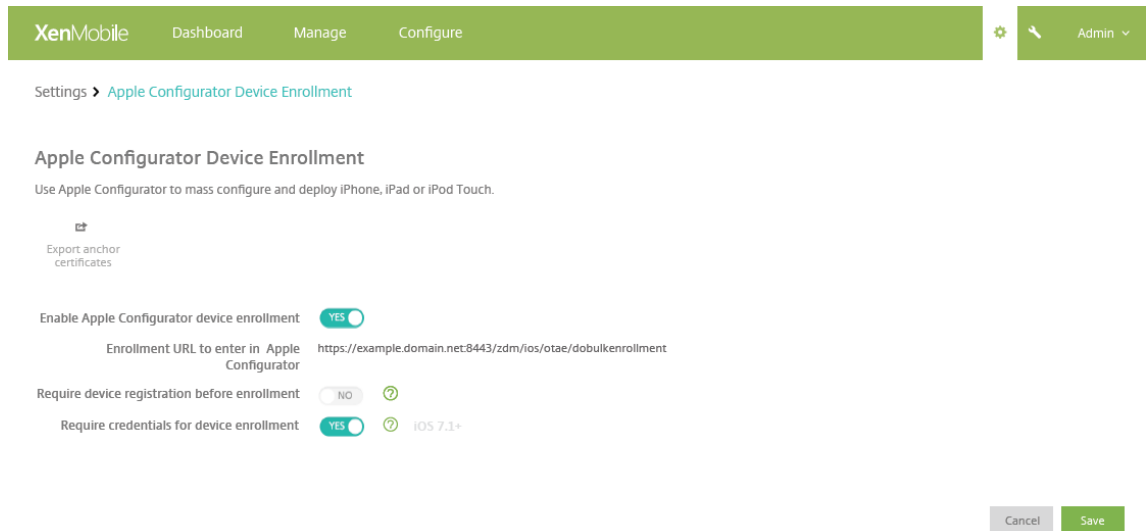 XenMobile Dashboard Manage Configure Admin
Settings > Apple Configurator Device Enrollment
Apple Configurator Device Enrollment
Use Apple Configurator to mass configure and deploy iPhone, iPad or iPod Touch.
Export anchor
certificates
Enable Apple Configurator device enrollment YES
Enrollment URL to enter in Apple https://example.domain.net:8443/zdm/ios/otae/dobulkenrollment
Configurator
Require device registration before enrollment NO ?
Require credentials for device enrollment YES ? iOS 7.1+
Cancel Save